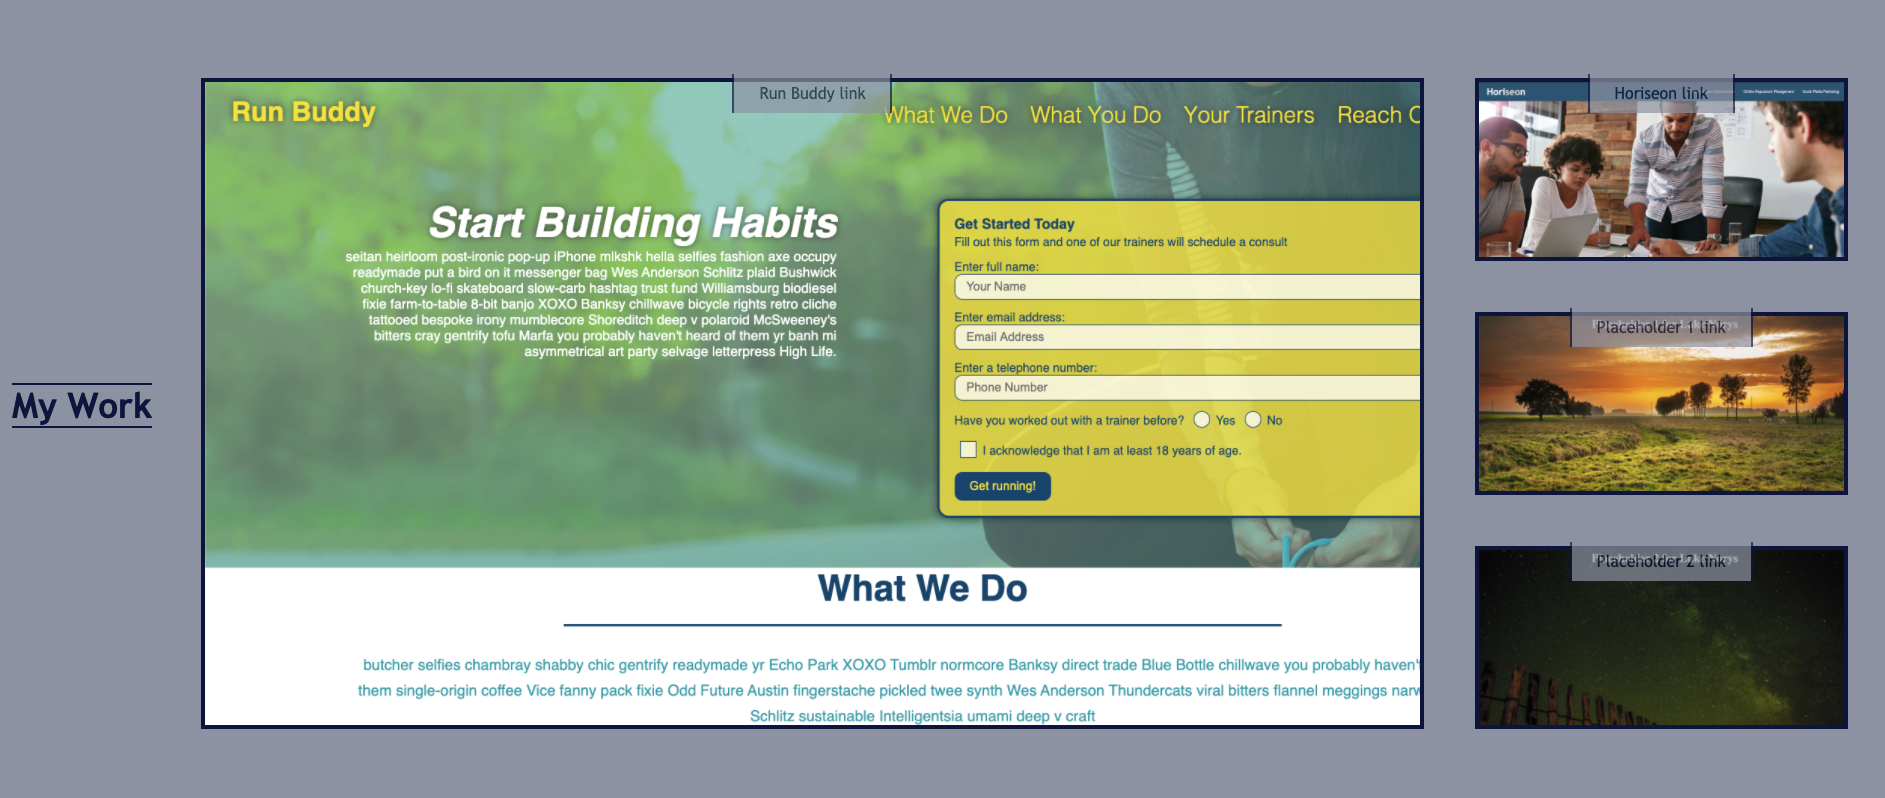 My Work
Run Buddy link
Run Buddy
What We Do What You Do Your Trainers Reach
Start Building Habits
seitan heirloom post-ironic pop-up iPhone mlkshk hella selfies fashion axe occupy
readymade put a bird on it messenger bag Wes Anderson Schlitz plaid Bushwick
church-key lo-fi skateboard slow-carb hashtag trust fund Williamsburg biodiesel
fixie farm-to-table 8-bit banjo XOXO Banksy chillwave bicycle rights retro cliche
tattooed bespoke irony mumblecore Shoreditch deep v polaroid McSweeney's
bitters cray gentrify tofu Marfa you probably haven't heard of them yr banh mi
asymmetrical art party selvage letterpress High Life.
Get Started Today
Fill out this form and one of our trainers will schedule a consult
Enter full name:
Your Name
Enter email address:
Email Address
Enter a telephone number:
Phone Number
Have you worked out with a trainer before? Yes No
I acknowledge that I am at least 18 years of age.
Get running!
What We Do
butcher selfies chambray shabby chic gentrify readymade yr Echo Park XOXO Tumblr normcore Banksy direct trade Blue Bottle chillwave you probably haven't
them single-origin coffee Vice fanny pack fixie Odd Future Austin fingerstache pickled twee synth Wes Anderson Thundercats viral bitters flannel meggings
Schlitz sustainable Intelligentsia umami deep v craft
Horiseon link
Horiseon
Online Reputation Management Social Media Marketing
Placeholder 1 link
Placeholder 2 link